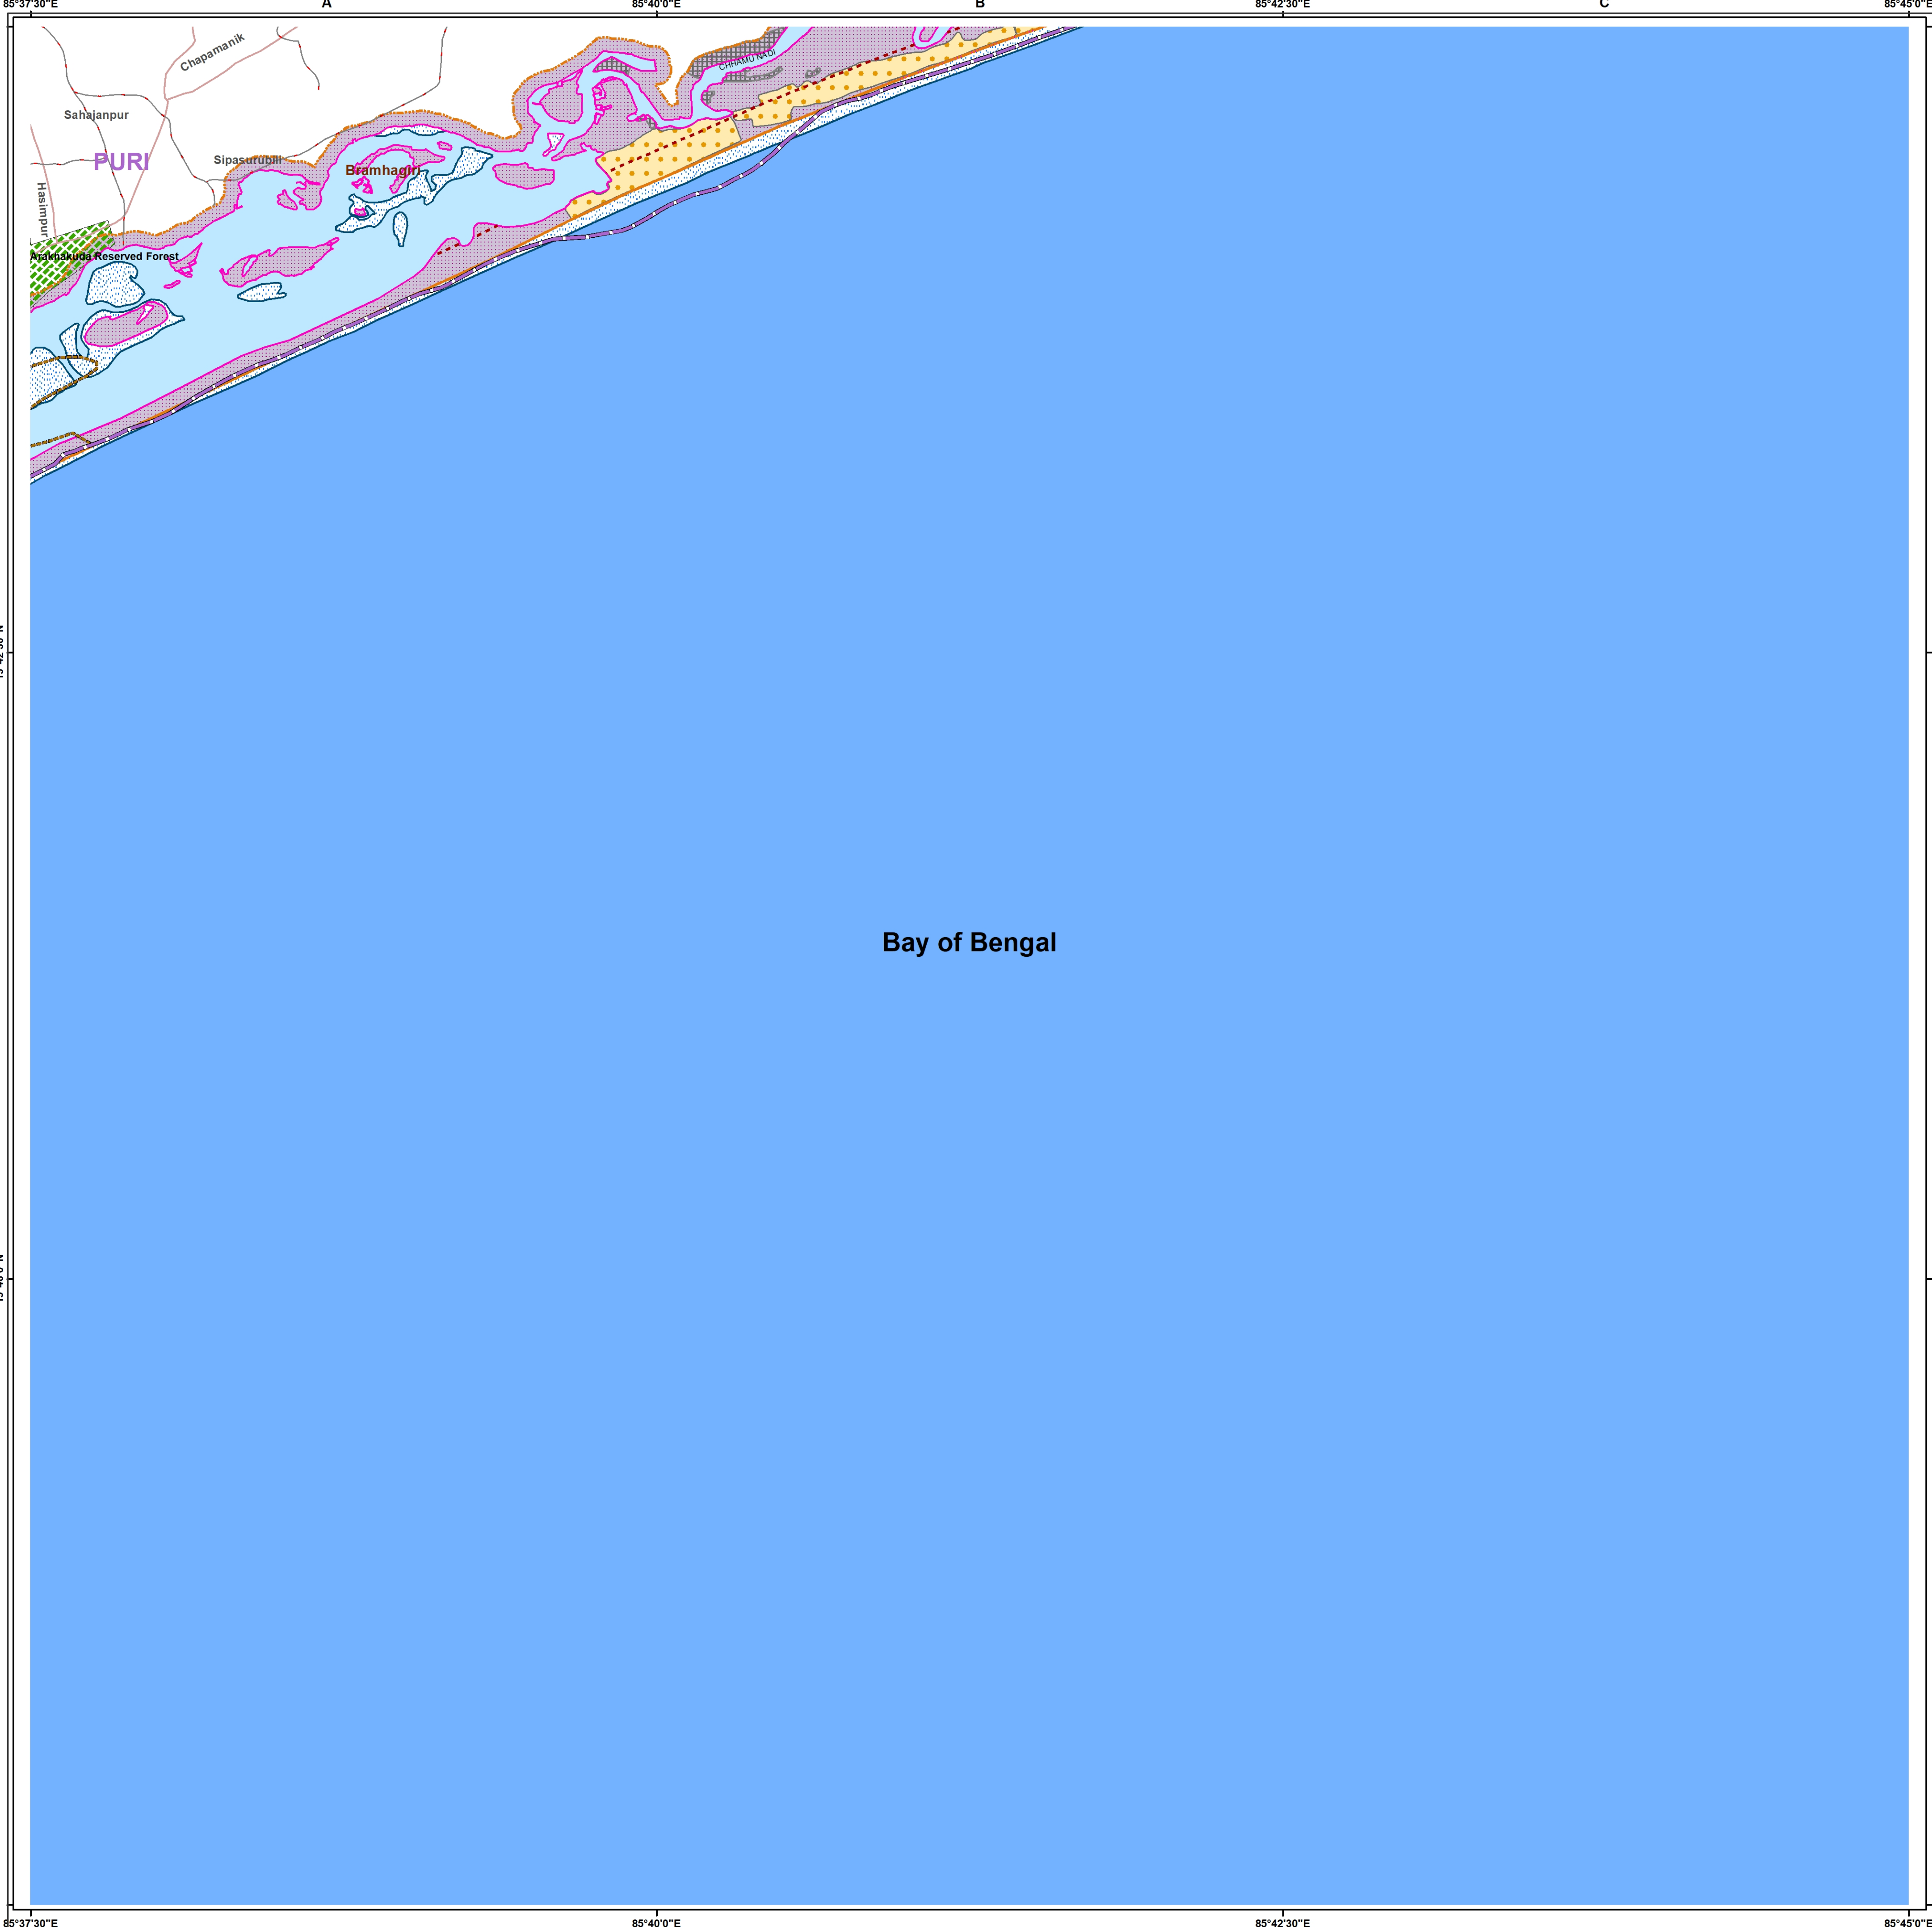 85°37'30"E
A
85°40'0"E
B
85°42'30"E
C
85°45'0"E
Chapamanik
CHHAMU NADI
Sahajanpur
PURI
Sipasurubili
Bramhagiri
Hasimpur
Arakhakuda Reserved Forest
Bay of Bengal
85°37'30"E
85°40'0"E
85°42'30"E
85°45'0"E